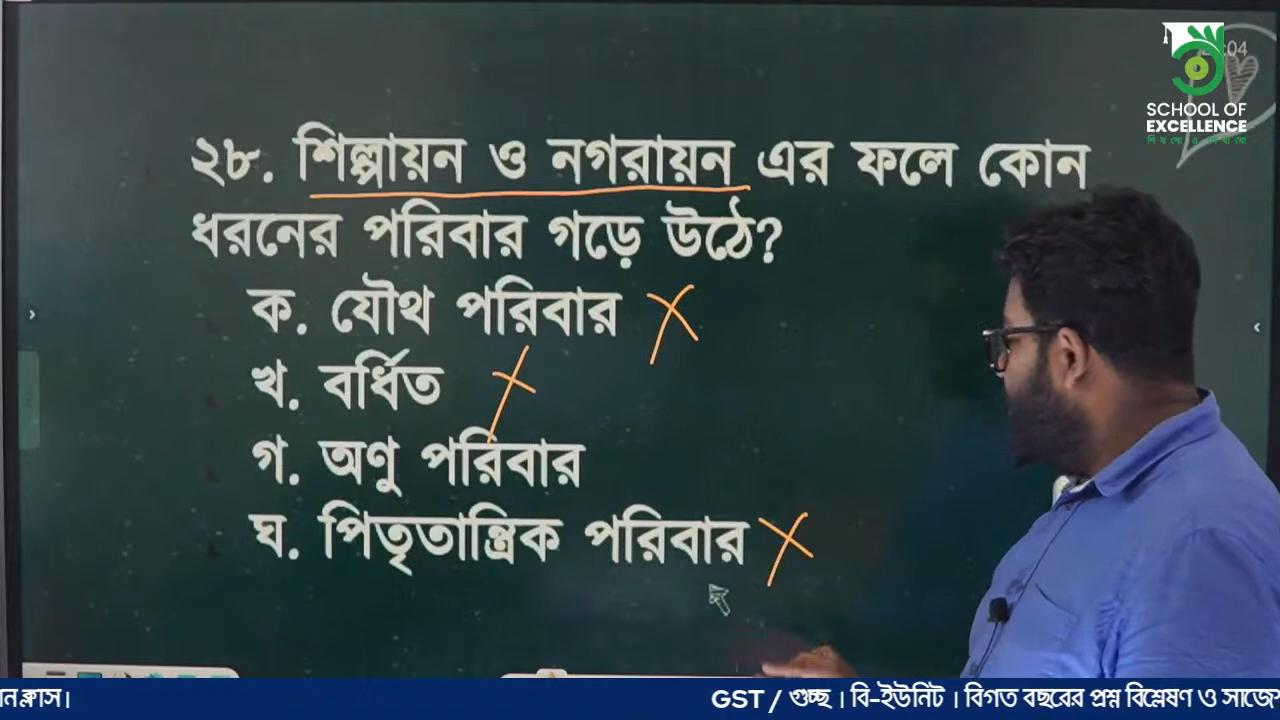 SCHOOL OF
EXCELLENCE
২৮. শিল্পায়ন ও নগরায়ন এর ফলে কোন
ধরনের পরিবার গড়ে উঠে?
ক. যৌথ পরিবার
খ. বর্ধিত
গ. অণু পরিবার
ঘ. পিতৃতান্ত্রিক পরিবার
ন ক্লাস। GST / গুচ্ছ । বি-ইউনিট । বিগত বছরের প্রশ্ন বিশ্লেষণ ও